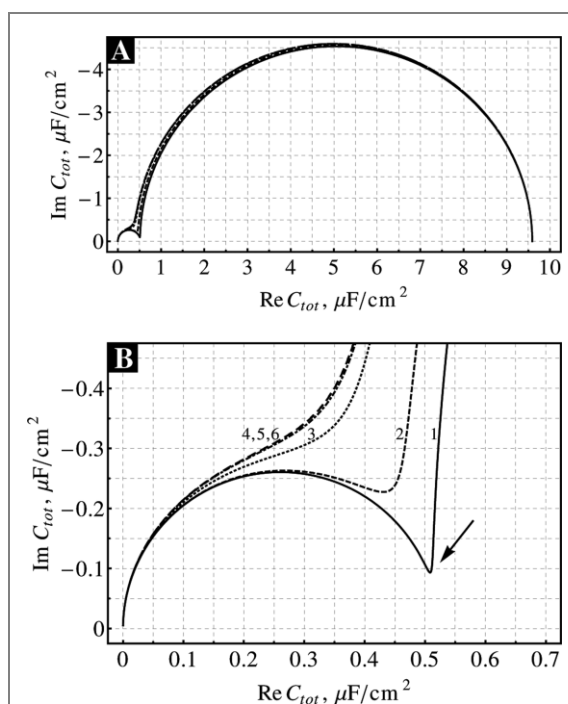 A
Im C_tot, μF/cm²
−4
−3
−2
−1
0
0 1 2 3 4 5 6 7 8 9 10
Re C_tot, μF/cm²
B
Im C_tot, μF/cm²
−0.4
−0.3
−0.2
−0.1
0
4,5,6 3 2 1
0 0.1 0.2 0.3 0.4 0.5 0.6 0.7
Re C_tot, μF/cm²